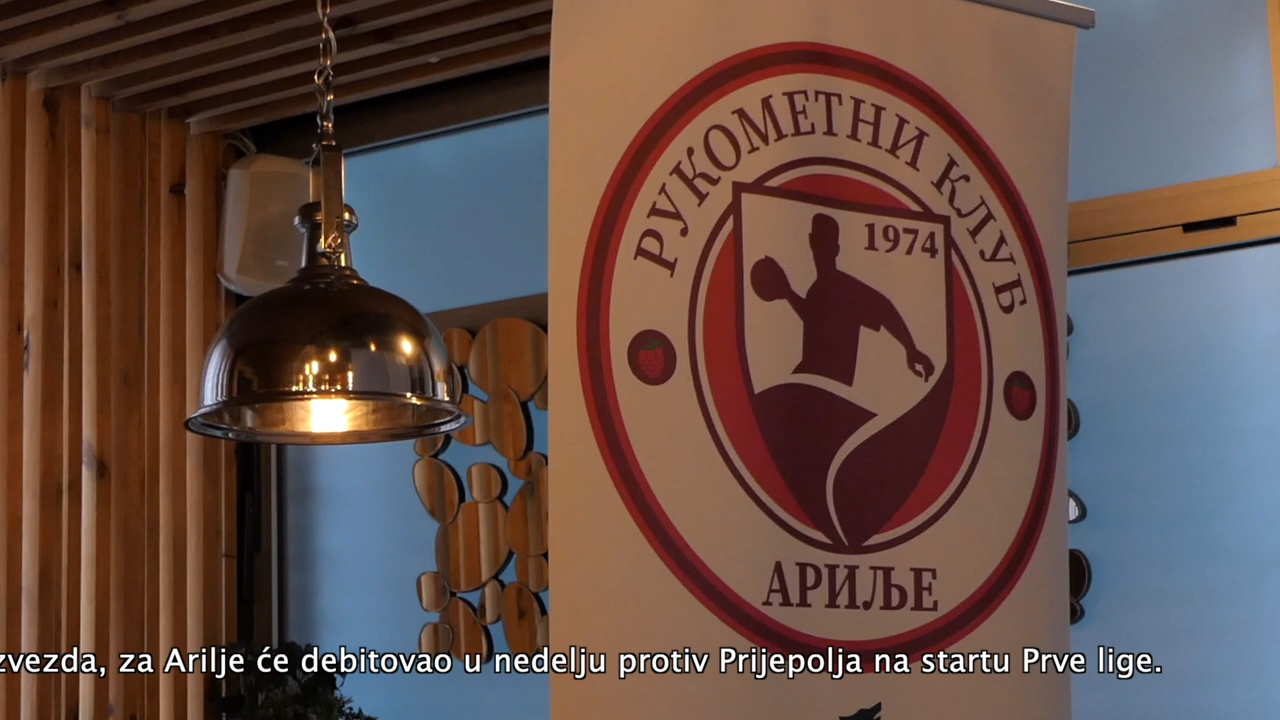 РУКОМЕТНИ КЛУБ
1974
АРИЉЕ
zvezda, za Arilje će debitovao u nedelju protiv Prijepolja na startu Prve lige.